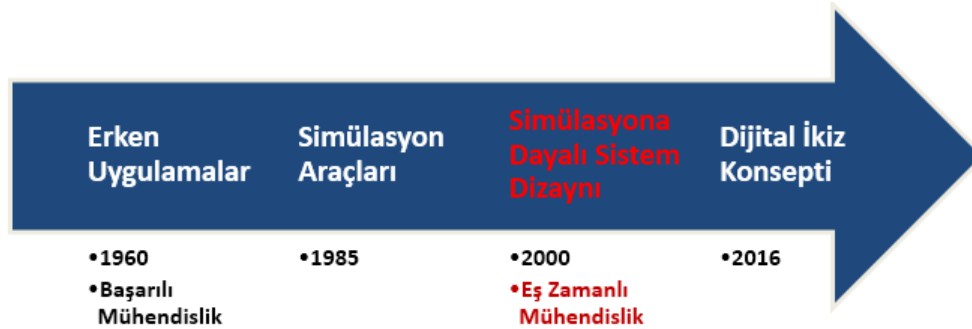 Erken
Uygulamalar
Simülasyon
Araçları
Simülasyona
Dayalı Sistem
Dizaynı
Dijital İkiz
Konsepti
•1960
•Başarılı
Mühendislik
•1985
•2000
•Eş Zamanlı
Mühendislik
•2016